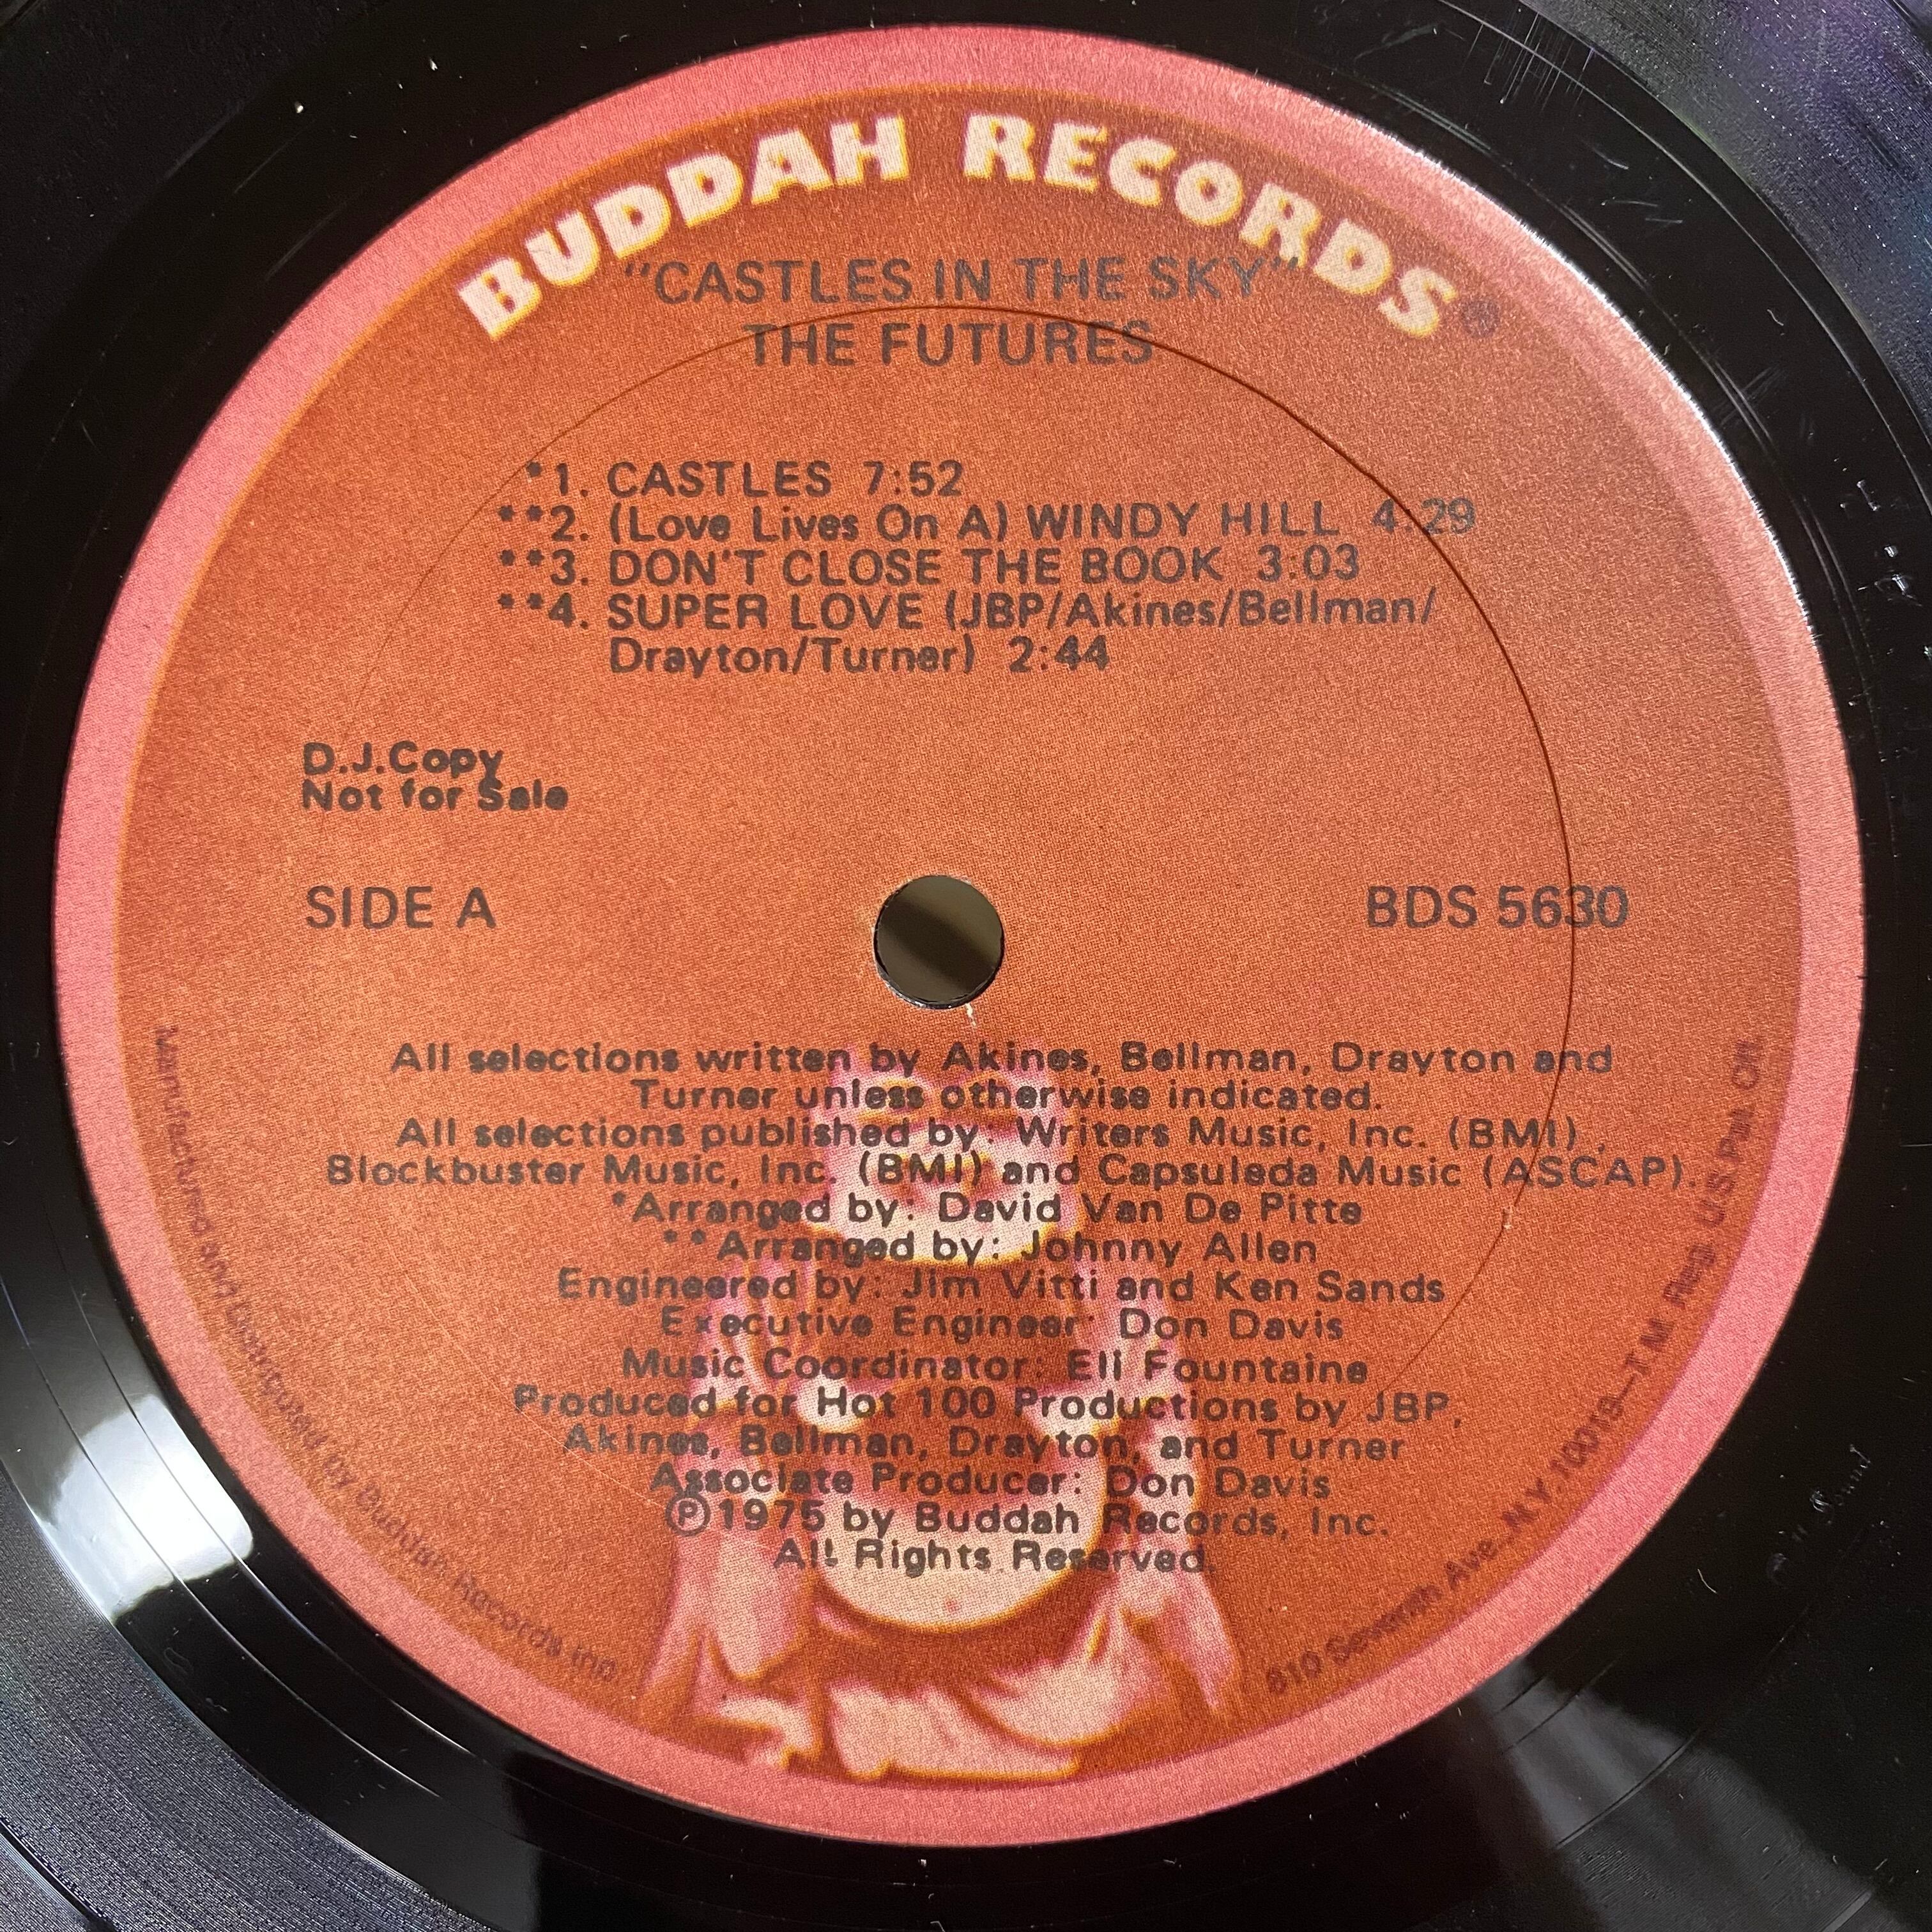 BUDDAH RECORDS®
"CASTLES IN THE SKY"
THE FUTURES
*1. CASTLES 7:52
**2. (Love Lives On A) WINDY HILL 4:29
**3. DON'T CLOSE THE BOOK 3:03
**4. SUPER LOVE (JBP/Akines/Bellman/
Drayton/Turner) 2:44
D.J.Copy
Not for Sale
SIDE A
BDS 5630
All selections written by Akines, Bellman, Drayton and
Turner unless otherwise indicated.
All selections published by: Writers Music, Inc. (BMI),
Blockbuster Music, Inc. (BMI) and Capsuleda Music (ASCAP).
*Arranged by: David Van De Pitte
**Arranged by: Johnny Allen
Engineered by: Jim Vitti and Ken Sands
Executive Engineer: Don Davis
Music Coordinator: Eli Fountaine
Produced for Hot 100 Productions by JBP,
Akines, Bellman, Drayton, and Turner
Associate Producer: Don Davis
℗1975 by Buddah Records, Inc.
All Rights Reserved.
Manufactured and Distributed by Buddah Records Inc.
810 Seventh Ave., N.Y. 10019—T.M. Reg. U.S. Pat. Off.